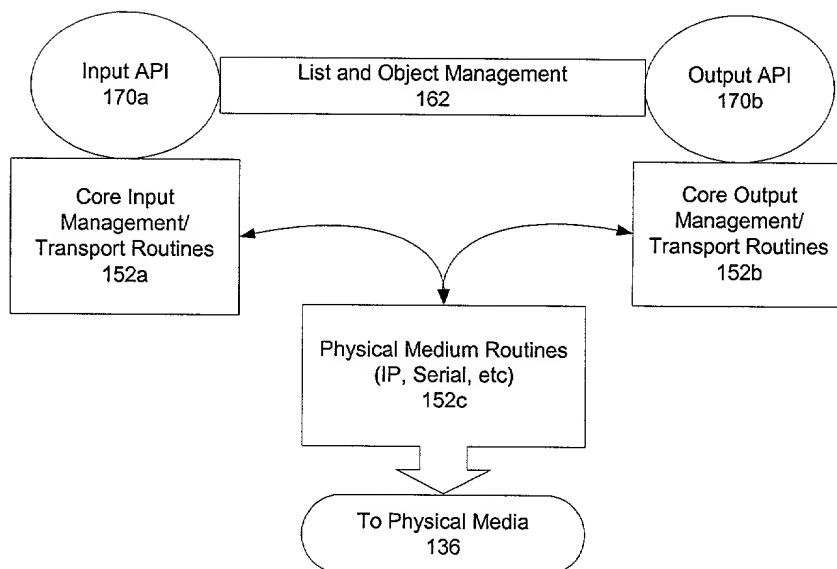 Input API
170a
List and Object Management
162
Output API
170b
Core Input
Management/
Transport Routines
152a
Core Output
Management/
Transport Routines
152b
Physical Medium Routines
(IP, Serial, etc)
152c
To Physical Media
136